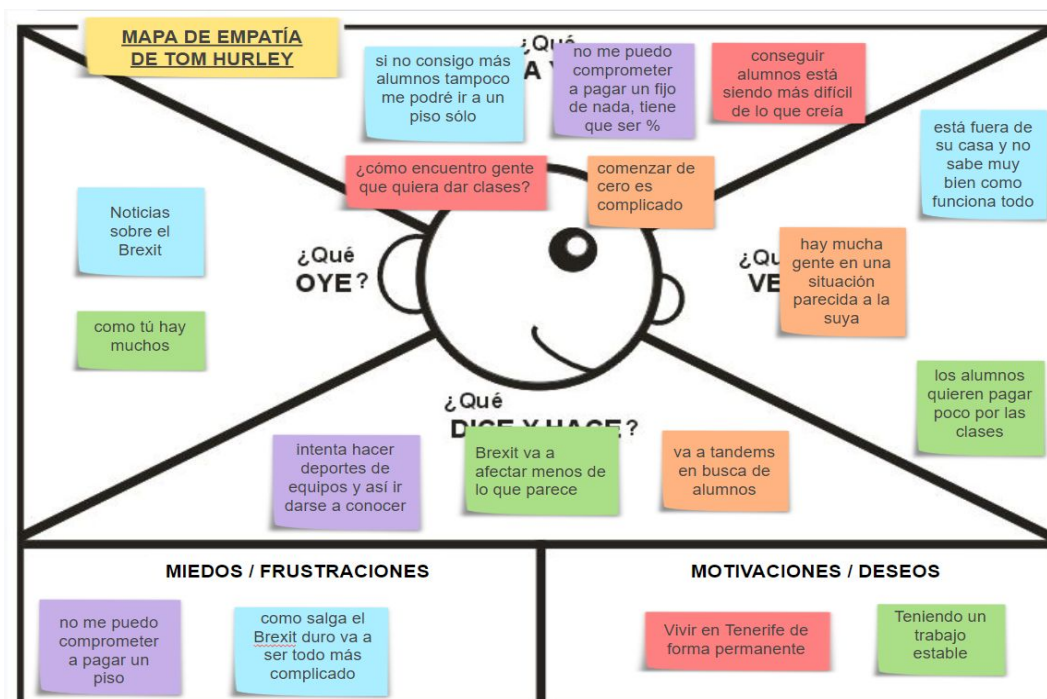 MAPA DE EMPATÍA
DE TOM HURLEY
¿Qué
si no consigo más
alumnos tampoco
me podré ir a un
piso sólo
no me puedo
comprometer
a pagar un fijo
de nada, tiene
que ser %
conseguir
alumnos está
siendo más difícil
de lo que creía
¿cómo encuentro gente
que quiera dar clases?
comenzar de
cero es
complicado
está fuera de
su casa y no
sabe muy
bien como
funciona todo
Noticias
sobre el
Brexit
como tú hay
muchos
¿Qué
OYE?
VE
hay mucha
gente en una
situación
parecida a la
suya
los alumnos
quieren pagar
poco por las
clases
¿Qué
DICE Y HACE?
intenta hacer
deportes de
equipos y así ir
darse a conocer
Brexit va a
afectar menos de
lo que parece
va a tandems
en busca de
alumnos
MIEDOS / FRUSTRACIONES
no me puedo
comprometer
a pagar un
piso
como salga el
Brexit duro va a
ser todo más
complicado
MOTIVACIONES / DESEOS
Vivir en Tenerife de
forma permanente
Teniendo un
trabajo
estable